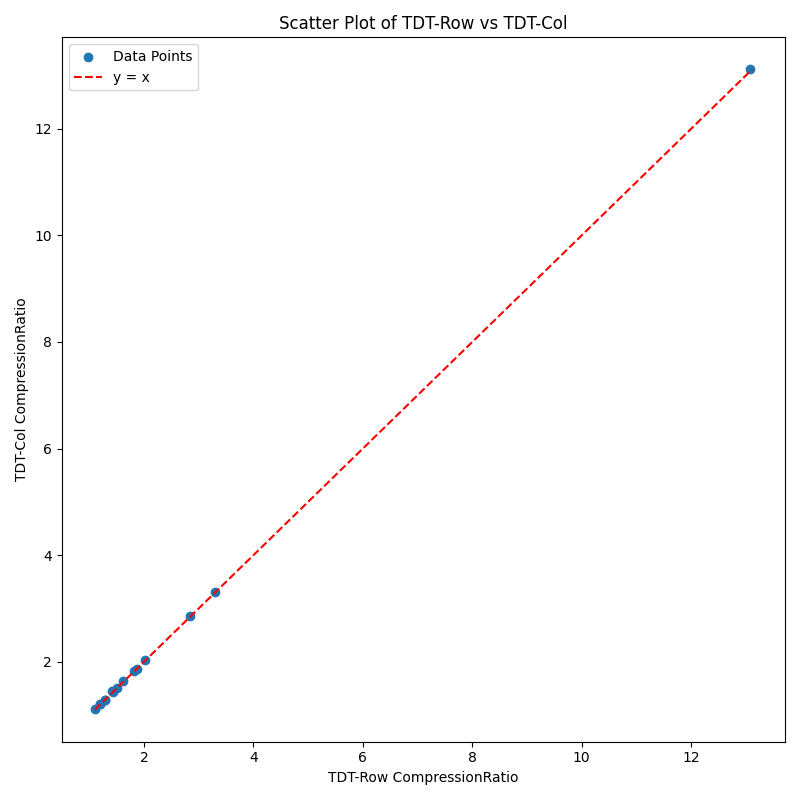 Scatter Plot of TDT-Row vs TDT-Col
Data Points
y = x
12
10
8
6
4
2
TDT-Col CompressionRatio
2
4
6
8
10
12
TDT-Row CompressionRatio